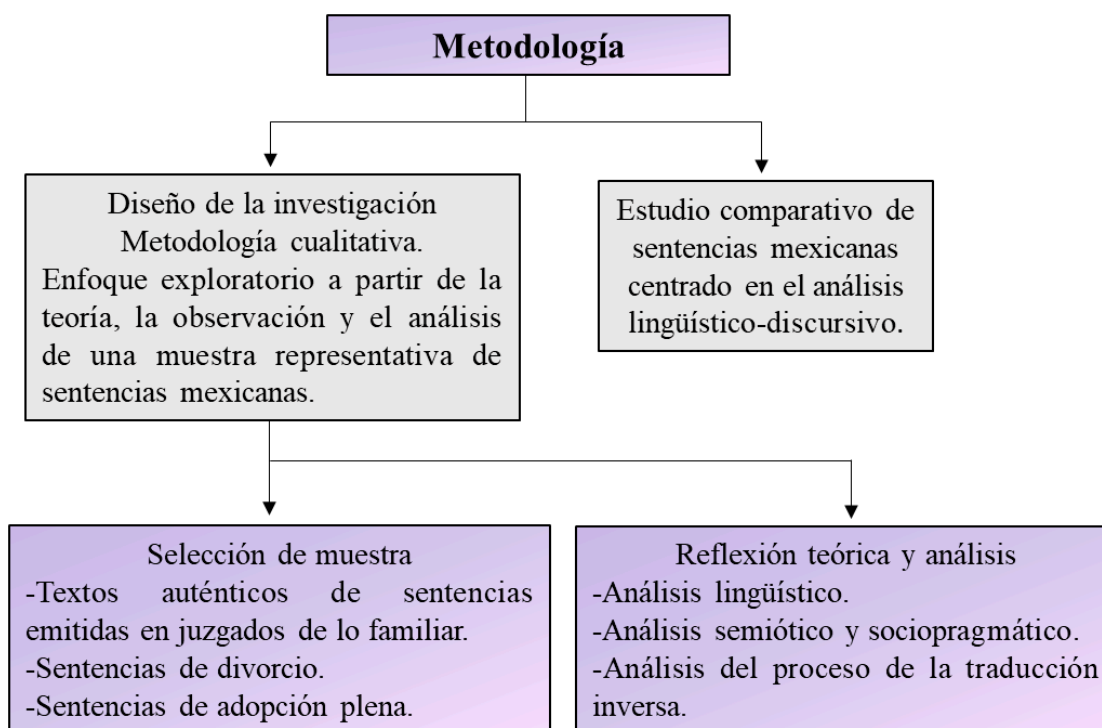 Metodología
Diseño de la investigación
Metodología cualitativa.
Enfoque exploratorio a partir de la
teoría, la observación y el análisis
de una muestra representativa de
sentencias mexicanas.
Estudio comparativo de
sentencias mexicanas
centrado en el análisis
lingüístico-discursivo.
Selección de muestra
-Textos auténticos de sentencias
emitidas en juzgados de lo familiar.
-Sentencias de divorcio.
-Sentencias de adopción plena.
Reflexión teórica y análisis
-Análisis lingüístico.
-Análisis semiótico y sociopragmático.
-Análisis del proceso de la traducción
inversa.